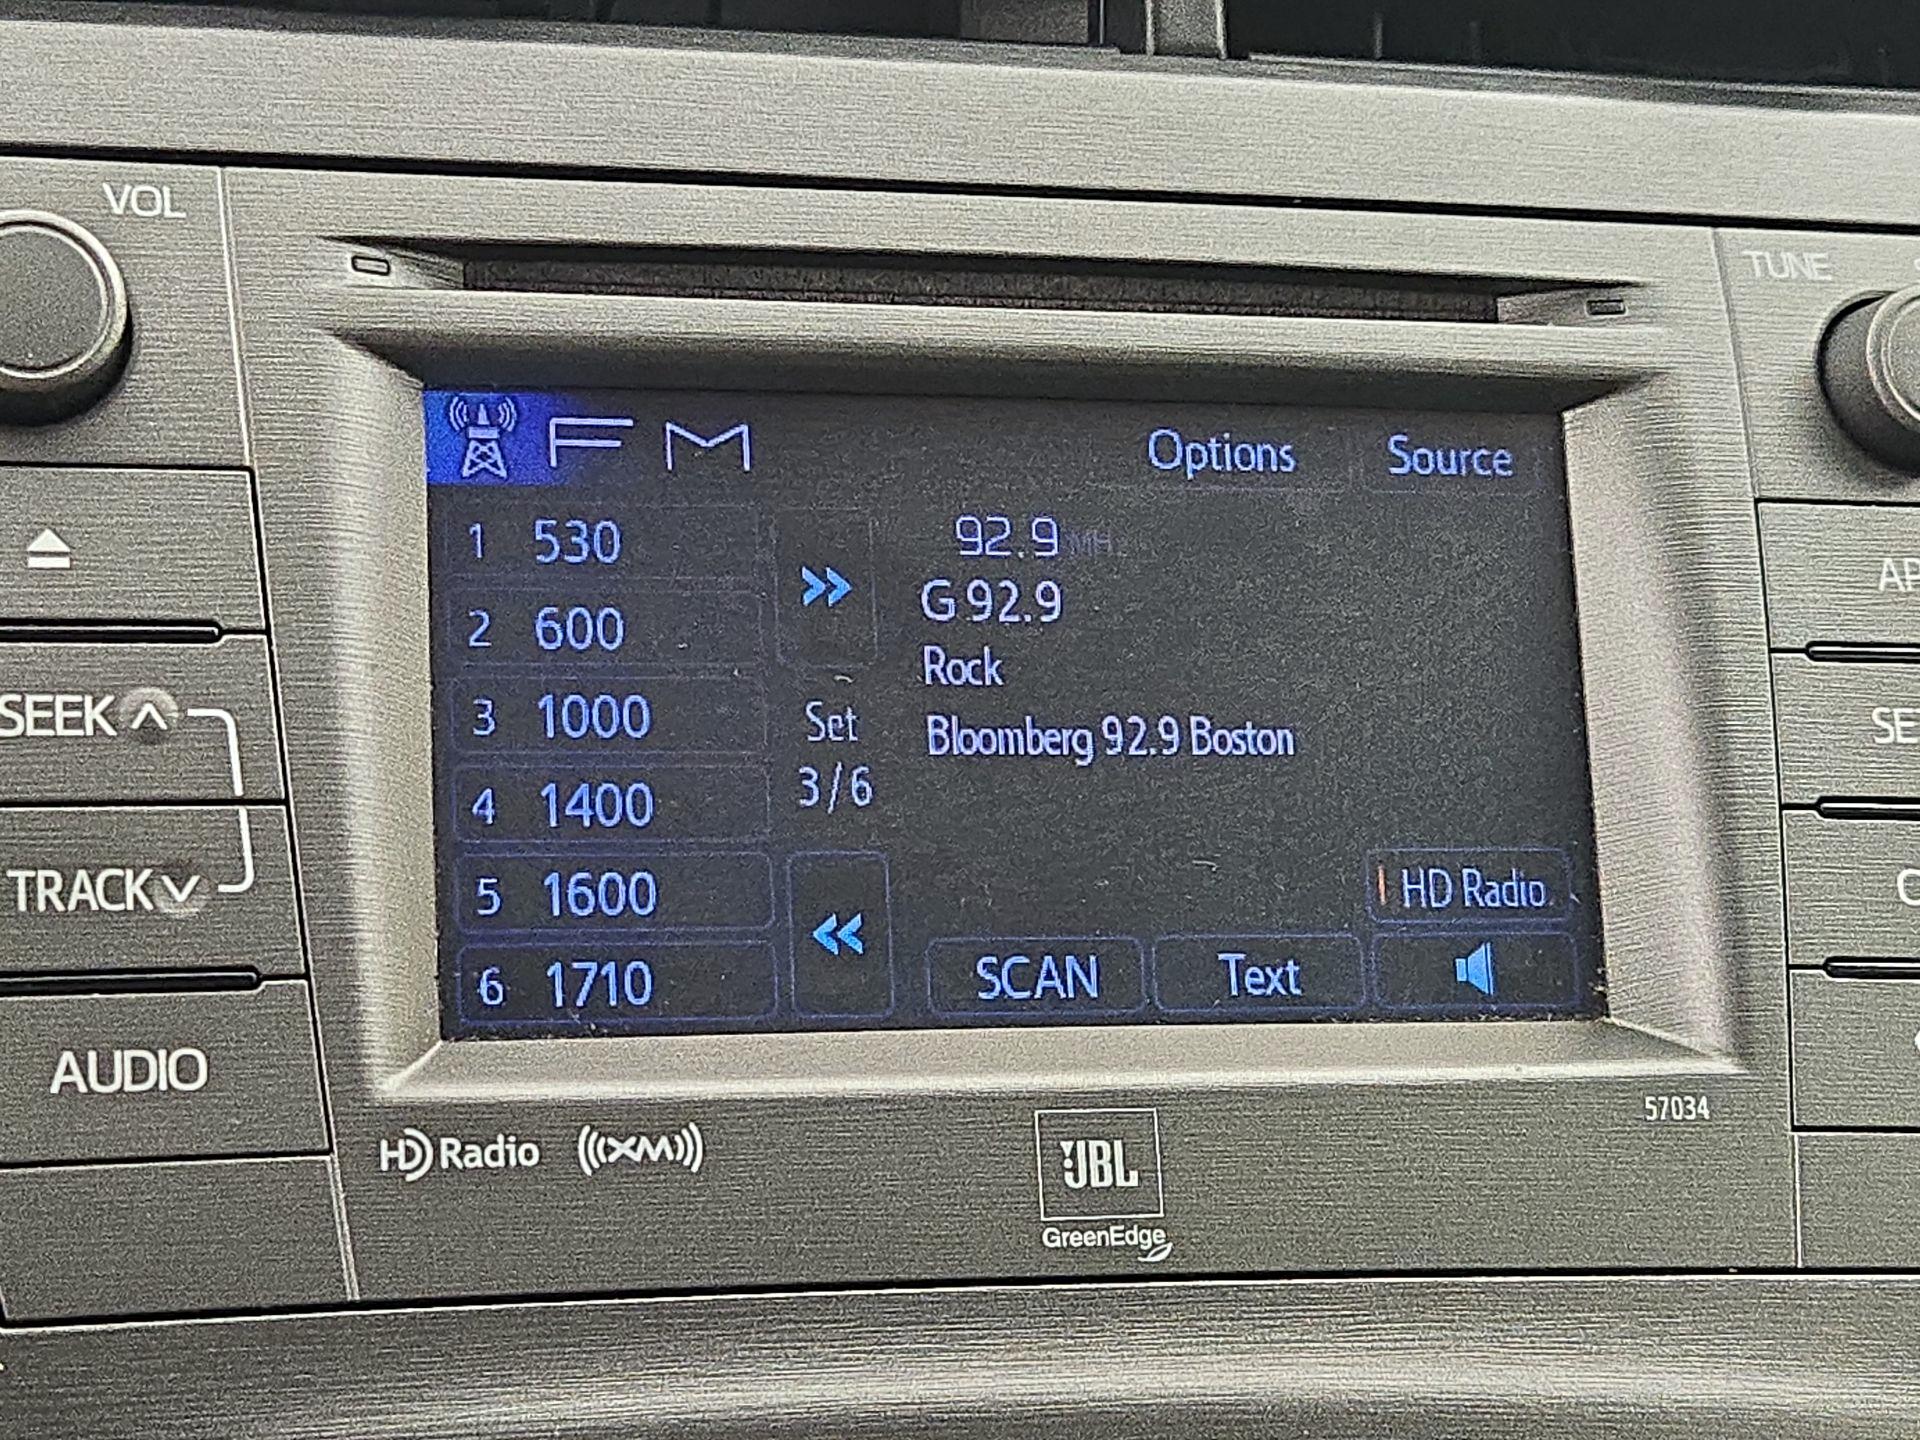 VOL
TUNE
FM
Options
Source
1 530
2 600
3 1000
4 1400
5 1600
6 1710
Set
3/6
92.9 MHz
G 92.9
Rock
Bloomberg 92.9 Boston
HD Radio
SCAN
Text
SEEK
TRACK
AUDIO
57034
HD Radio
((XM))
JBL
GreenEdge